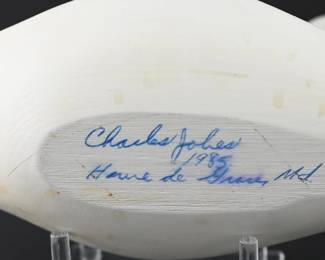 Charles Jobes
1985
Havre de Grace, Md